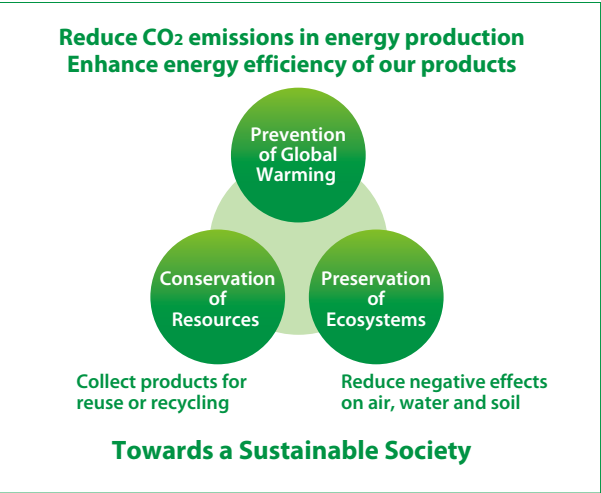 Reduce CO2 emissions in energy production
Enhance energy efficiency of our products
Prevention
of Global
Warming
Conservation
of
Resources
Preservation
of
Ecosystems
Collect products for
reuse or recycling
Reduce negative effects
on air, water and soil
Towards a Sustainable Society